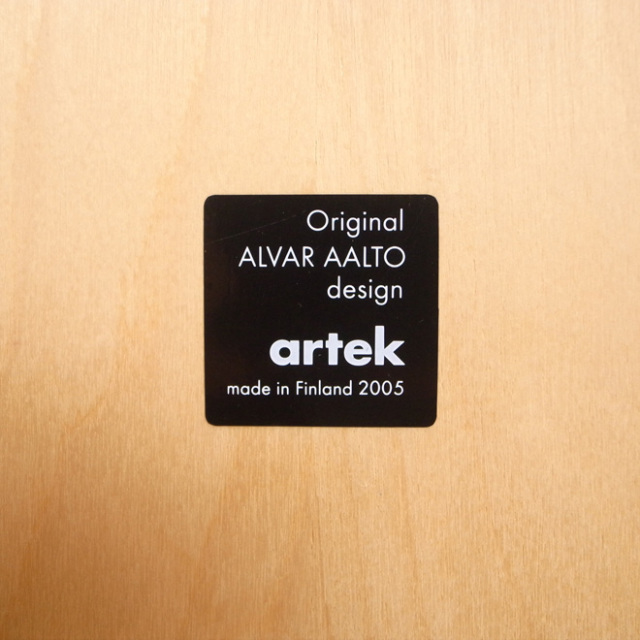 Original
ALVAR AALTO
design
artek
made in Finland 2005